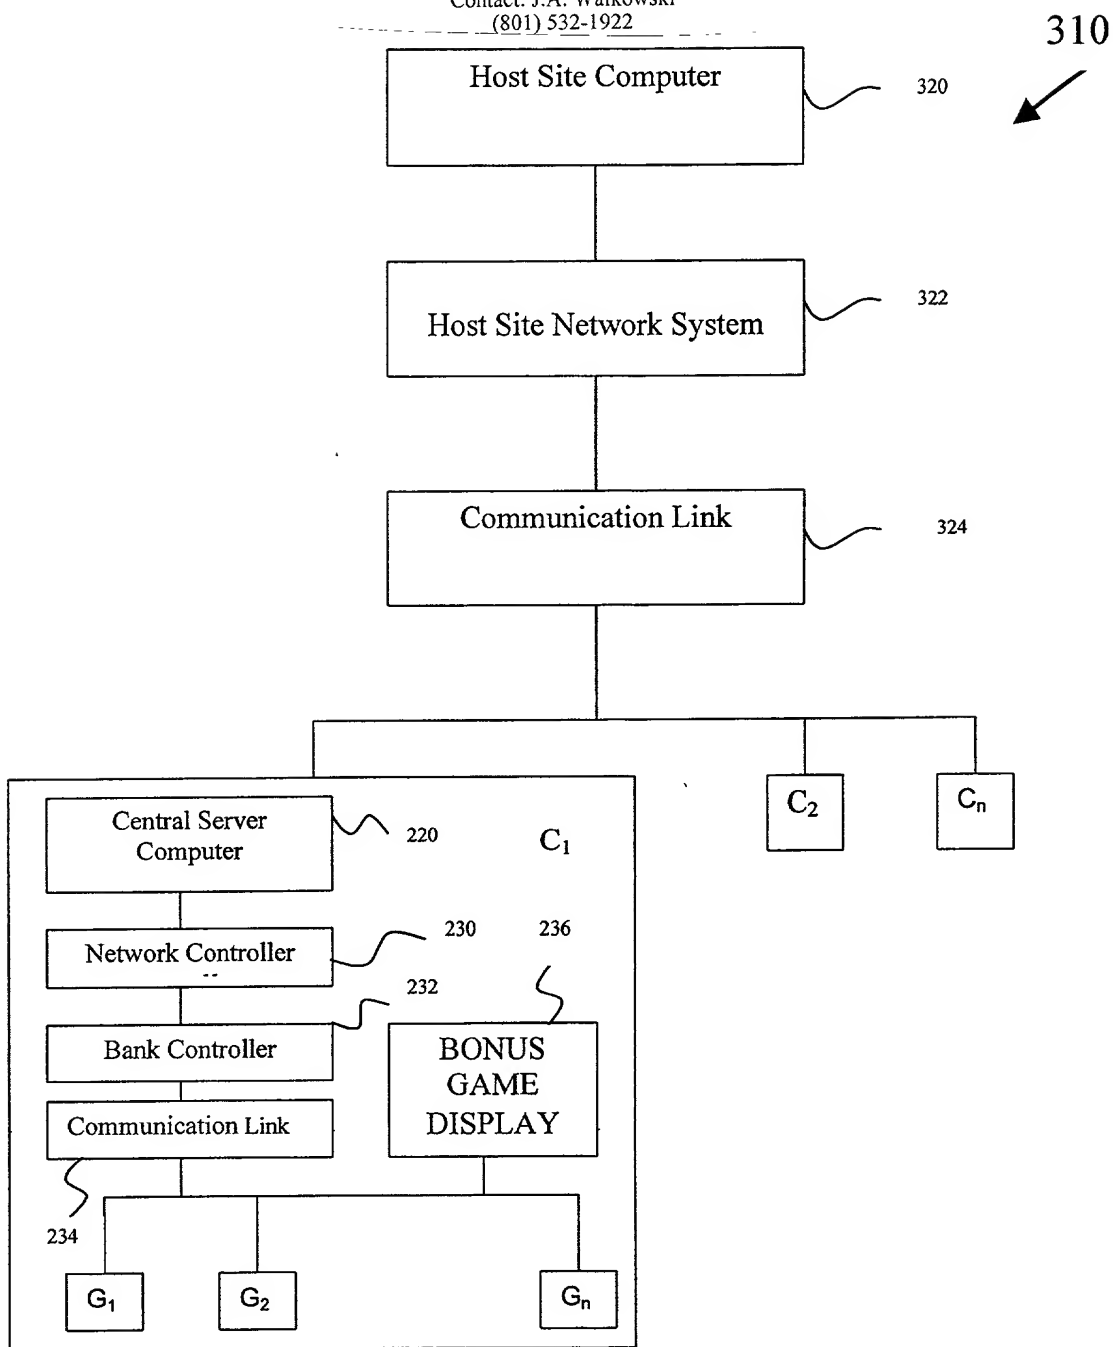 Contact: J.A. Walkowski
(801) 532-1922
310
Host Site Computer
320
Host Site Network System
322
Communication Link
324
Central Server
Computer
220
C1
C2
Cn
Network Controller
230
236
232
Bank Controller
BONUS
GAME
DISPLAY
Communication Link
234
G1
G2
Gn